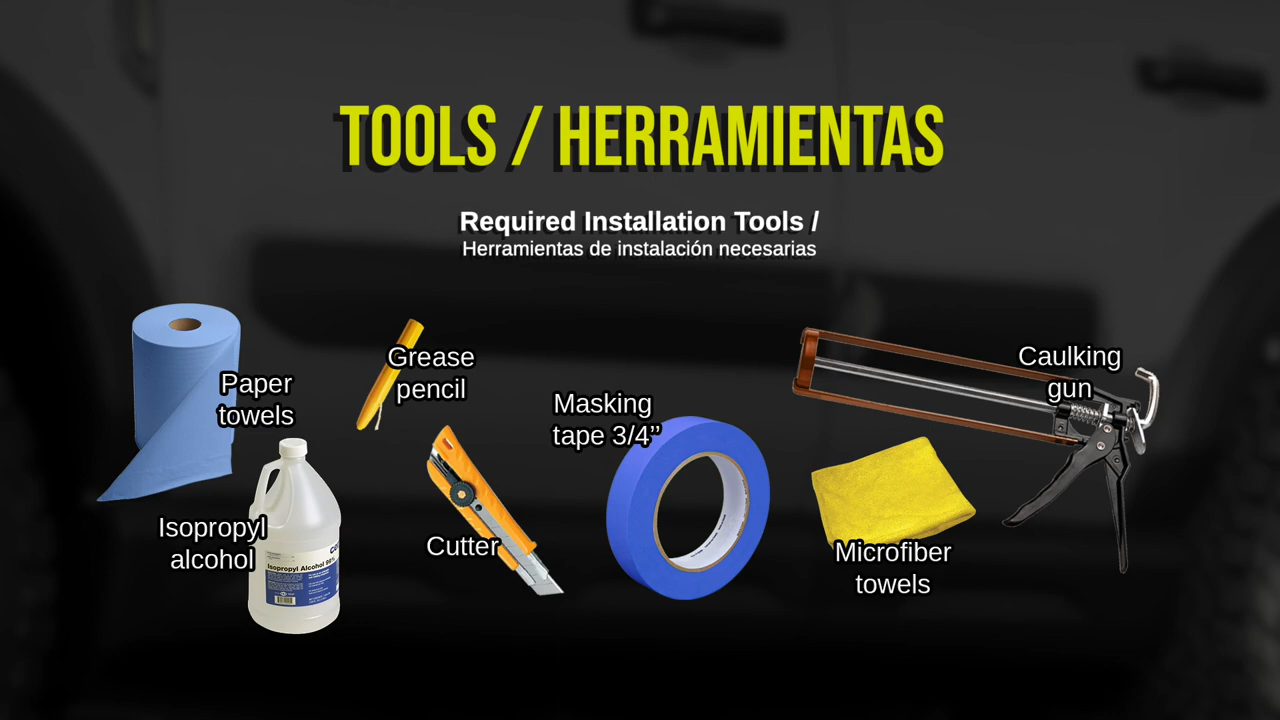 TOOLS / HERRAMIENTAS
Required Installation Tools /
Herramientas de instalación necesarias
Paper
towels
Grease
pencil
Masking
tape 3/4”
Caulking
gun
Isopropyl
alcohol
Isopropyl Alcohol 99%
Cutter
Microfiber
towels